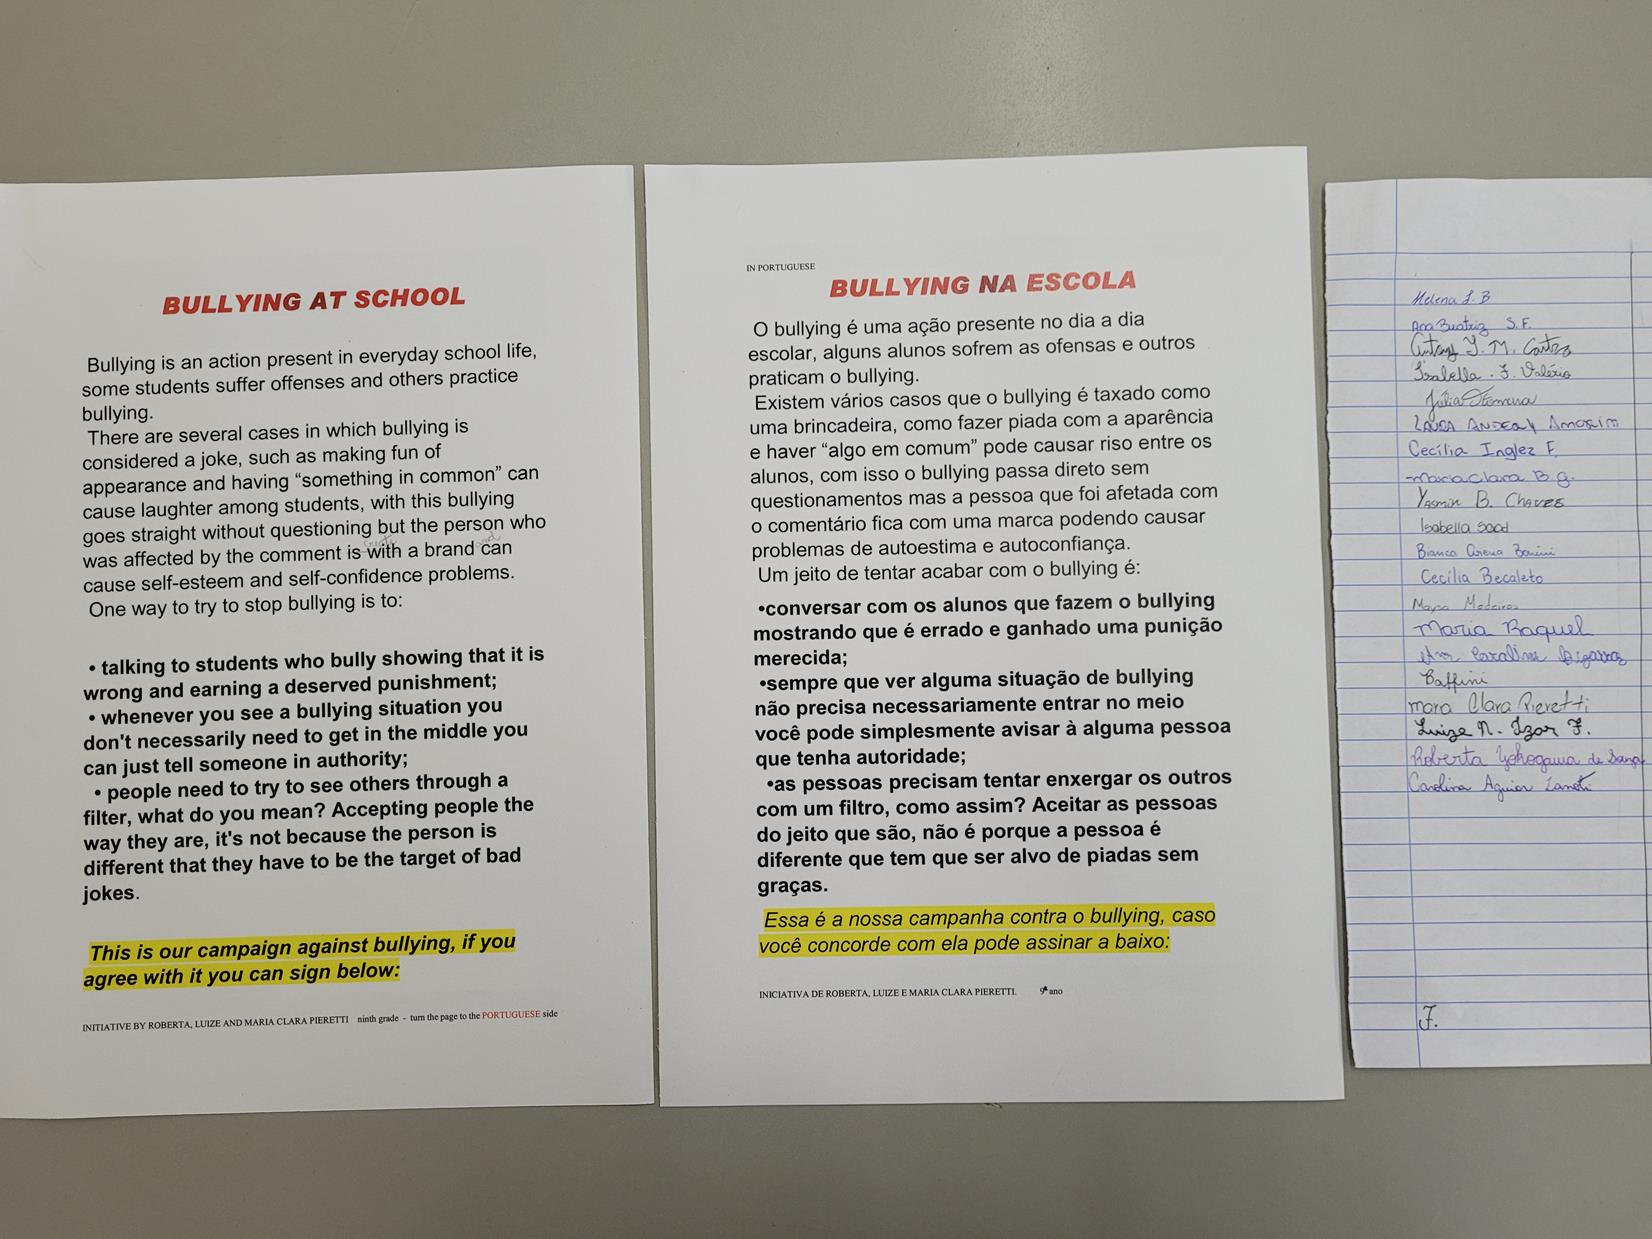 BULLYING AT SCHOOL
Bullying is an action present in everyday school life,
some students suffer offenses and others practice
bullying.
There are several cases in which bullying is
considered a joke, such as making fun of
appearance and having “something in common” can
cause laughter among students, with this bullying
goes straight without questioning but the person who
was affected by the comment is with a brand can
cause self-esteem and self-confidence problems.
One way to try to stop bullying is to:
• talking to students who bully showing that it is
wrong and earning a deserved punishment;
• whenever you see a bullying situation you
don't necessarily need to get in the middle you
can just tell someone in authority;
• people need to try to see others through a
filter, what do you mean? Accepting people the
way they are, it's not because the person is
different that they have to be the target of bad
jokes.
This is our campaign against bullying, if you
agree with it you can sign below:
INITIATIVE BY ROBERTA, LUIZE AND MARIA CLARA PIERETTI ninth grade - turn the page to the PORTUGUESE side
IN PORTUGUESE
BULLYING NA ESCOLA
O bullying é uma ação presente no dia a dia
escolar, alguns alunos sofrem as ofensas e outros
praticam o bullying.
Existem vários casos que o bullying é taxado como
uma brincadeira, como fazer piada com a aparência
e haver “algo em comum” pode causar riso entre os
alunos, com isso o bullying passa direto sem
questionamentos mas a pessoa que foi afetada com
o comentário fica com uma marca podendo causar
problemas de autoestima e autoconfiança.
Um jeito de tentar acabar com o bullying é:
•conversar com os alunos que fazem o bullying
mostrando que é errado e ganhado uma punição
merecida;
•sempre que ver alguma situação de bullying
não precisa necessariamente entrar no meio
você pode simplesmente avisar à alguma pessoa
que tenha autoridade;
•as pessoas precisam tentar enxergar os outros
com um filtro, como assim? Aceitar as pessoas
do jeito que são, não é porque a pessoa é
diferente que tem que ser alvo de piadas sem
graças.
Essa é a nossa campanha contra o bullying, caso
você concorde com ela pode assinar a baixo:
INICIATIVA DE ROBERTA, LUIZE E MARIA CLARA PIERETTI. 9º ano
Helena J. B
Ana Beatriz S. F.
J. M. Castro
Isabella . F. Valério
Júlia
LAURA Amorim
Cecília Inglez F.
Maria Clara B. G.
Yasmin B. Chaves
Isabella Saad
Bianca Arena Bonini
Cecília Becaleto
Maysa Medeiros
Maria Raquel
Ana Caroline
Baffini
Maria Clara Pieretti
Luize N. Izar F.
Roberta Yokogawa de
Carolina Aguiar Zanoti
J.